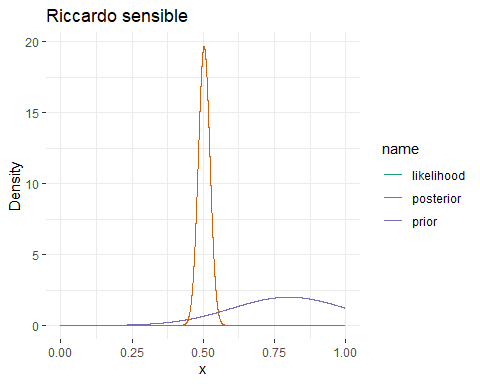 Riccardo sensible
20
15
10
5
0
Density
0.00 0.25 0.50 0.75 1.00
x
name
likelihood
posterior
prior